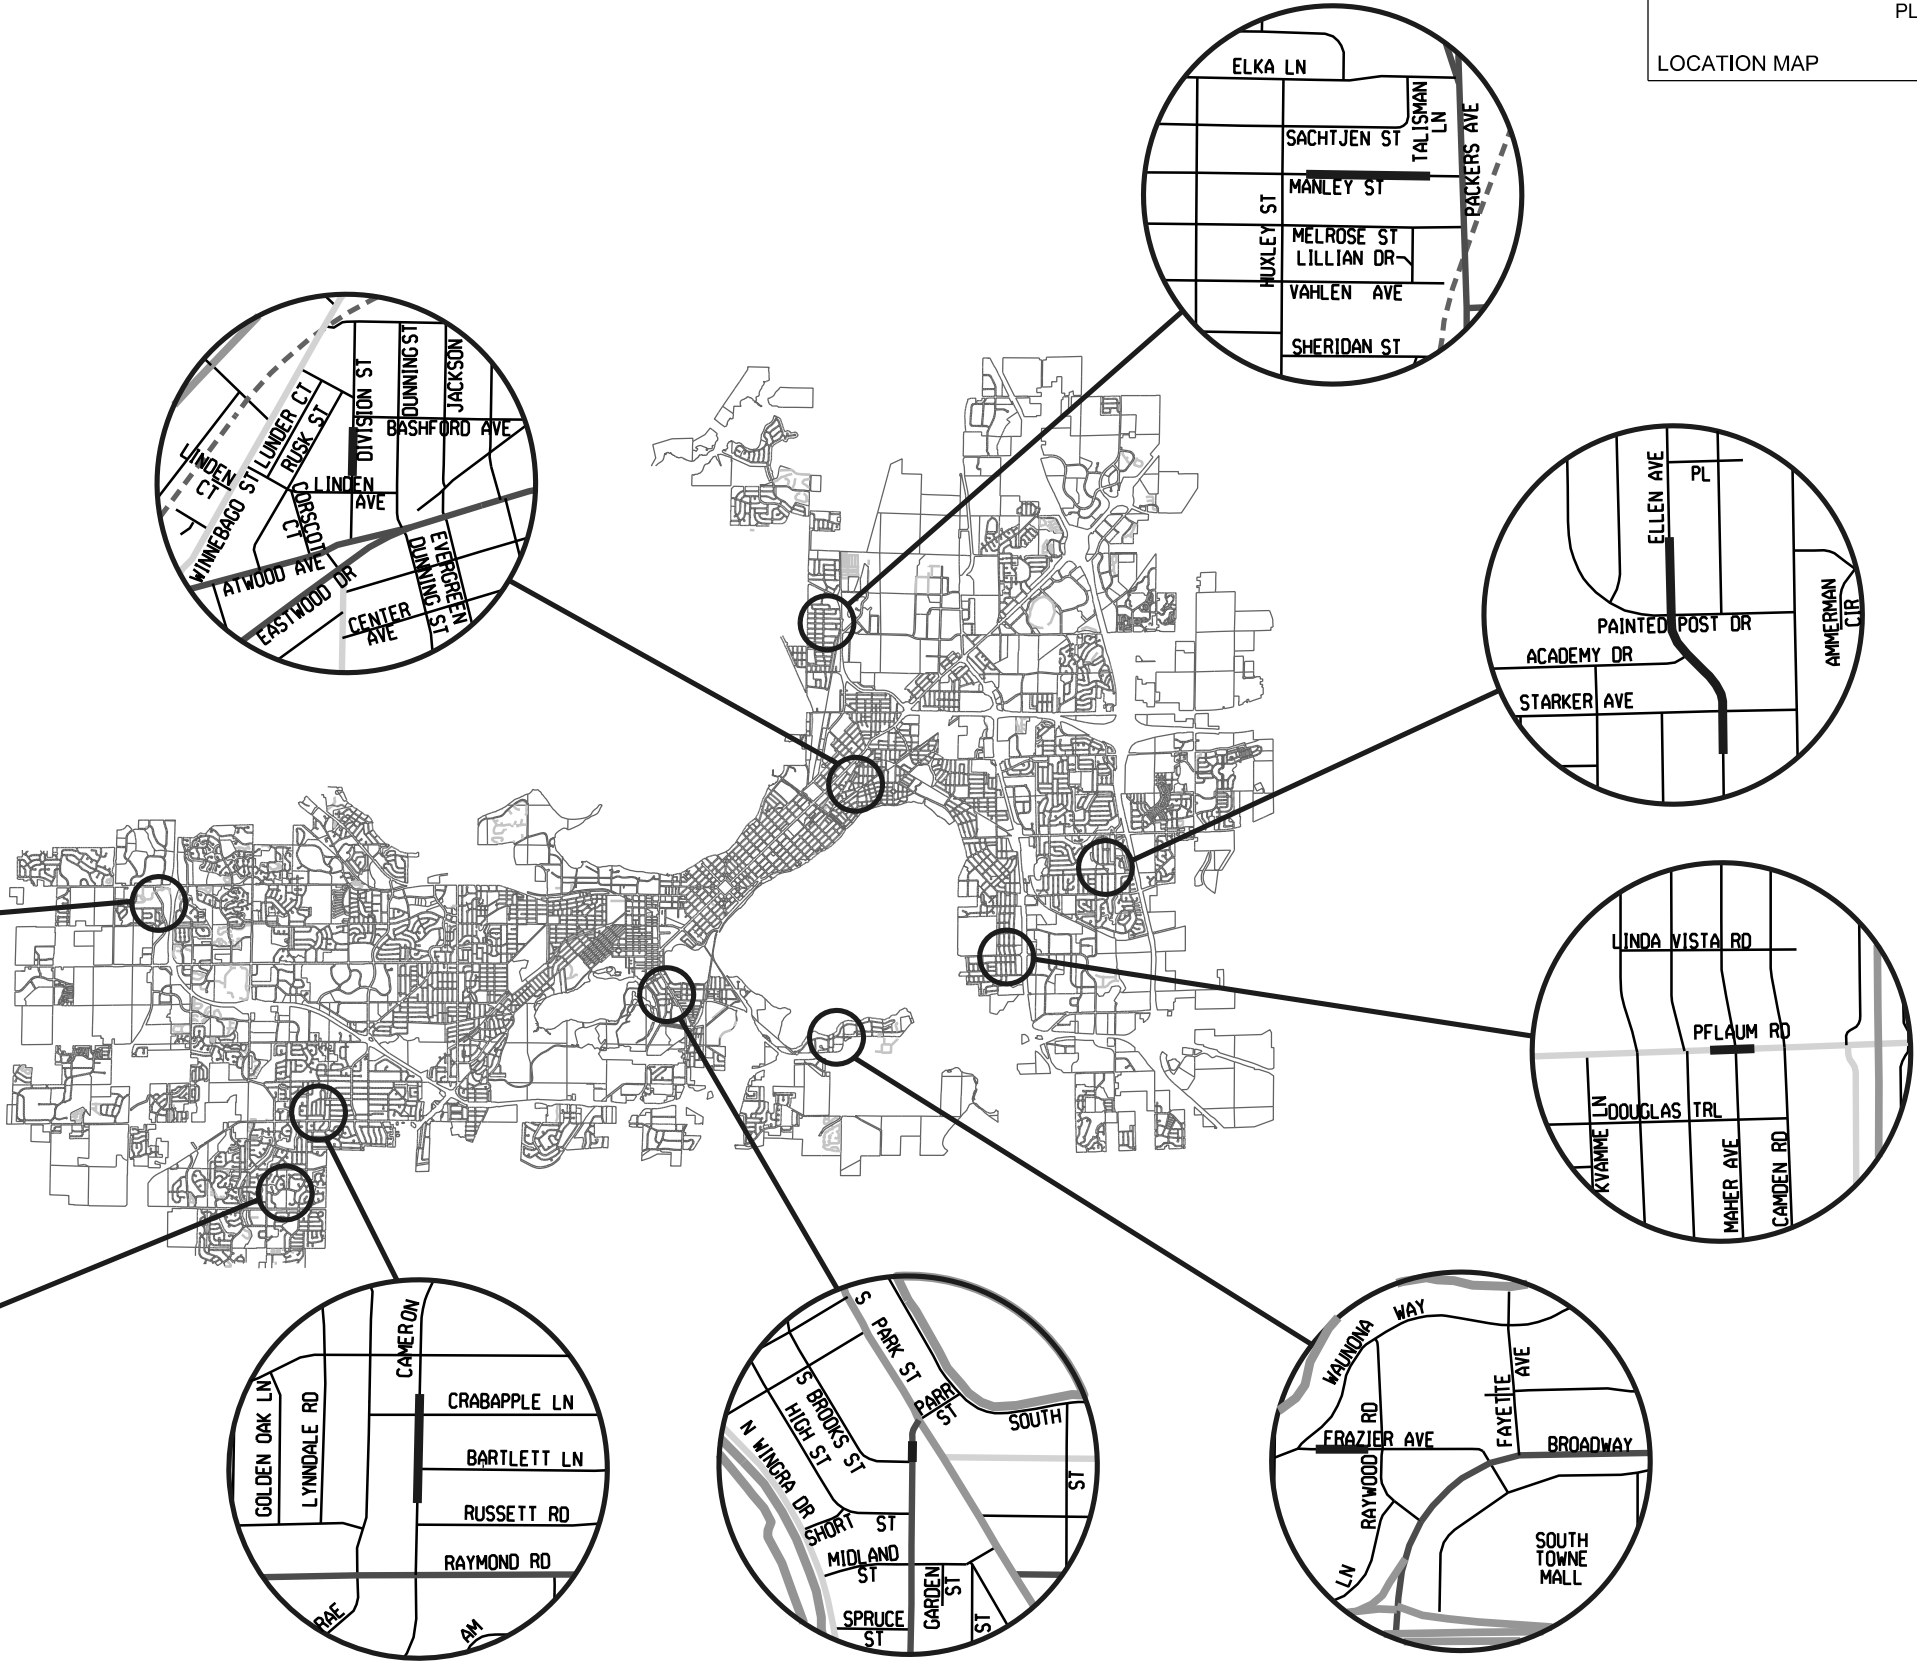 PL
LOCATION MAP
ELKA LN
SACHTJEN ST
TALISMAN
LN
PACKERS AVE
MANLEY ST
HUXLEY ST
MELROSE ST
LILLIAN DR
VAHLEN AVE
SHERIDAN ST
DIVISION ST
DUNNING ST
JACKSON
BASHFORD AVE
LUNDER CT
RUSK ST
LINDEN
CT
LINDEN
AVE
WINNEBAGO ST
CORSCOT
CT
ATWOOD AVE
EASTWOOD DR
CENTER
AVE
DUNNING ST
EVERGREEN
ELLEN AVE
PL
PAINTED POST DR
ACADEMY DR
STARKER AVE
AMMERMAN
CIR
LINDA VISTA RD
PFLAUM RD
KVAMME LN
DOUGLAS TRL
MAHER AVE
CAMDEN RD
CAMERON
GOLDEN OAK LN
LYNNDALE RD
CRABAPPLE LN
BARTLETT LN
RUSSETT RD
RAYMOND RD
RAE
AM
S PARK ST
PARR
ST
SOUTH
ST
S BROOKS ST
HIGH ST
N WINGRA DR
SHORT ST
MIDLAND
ST
GARDEN
ST
SPRUCE
ST
ST
WAUNONA WAY
FAYETTE
AVE
FRAZIER AVE
RAYWOOD RD
BROADWAY
LN
SOUTH
TOWNE
MALL